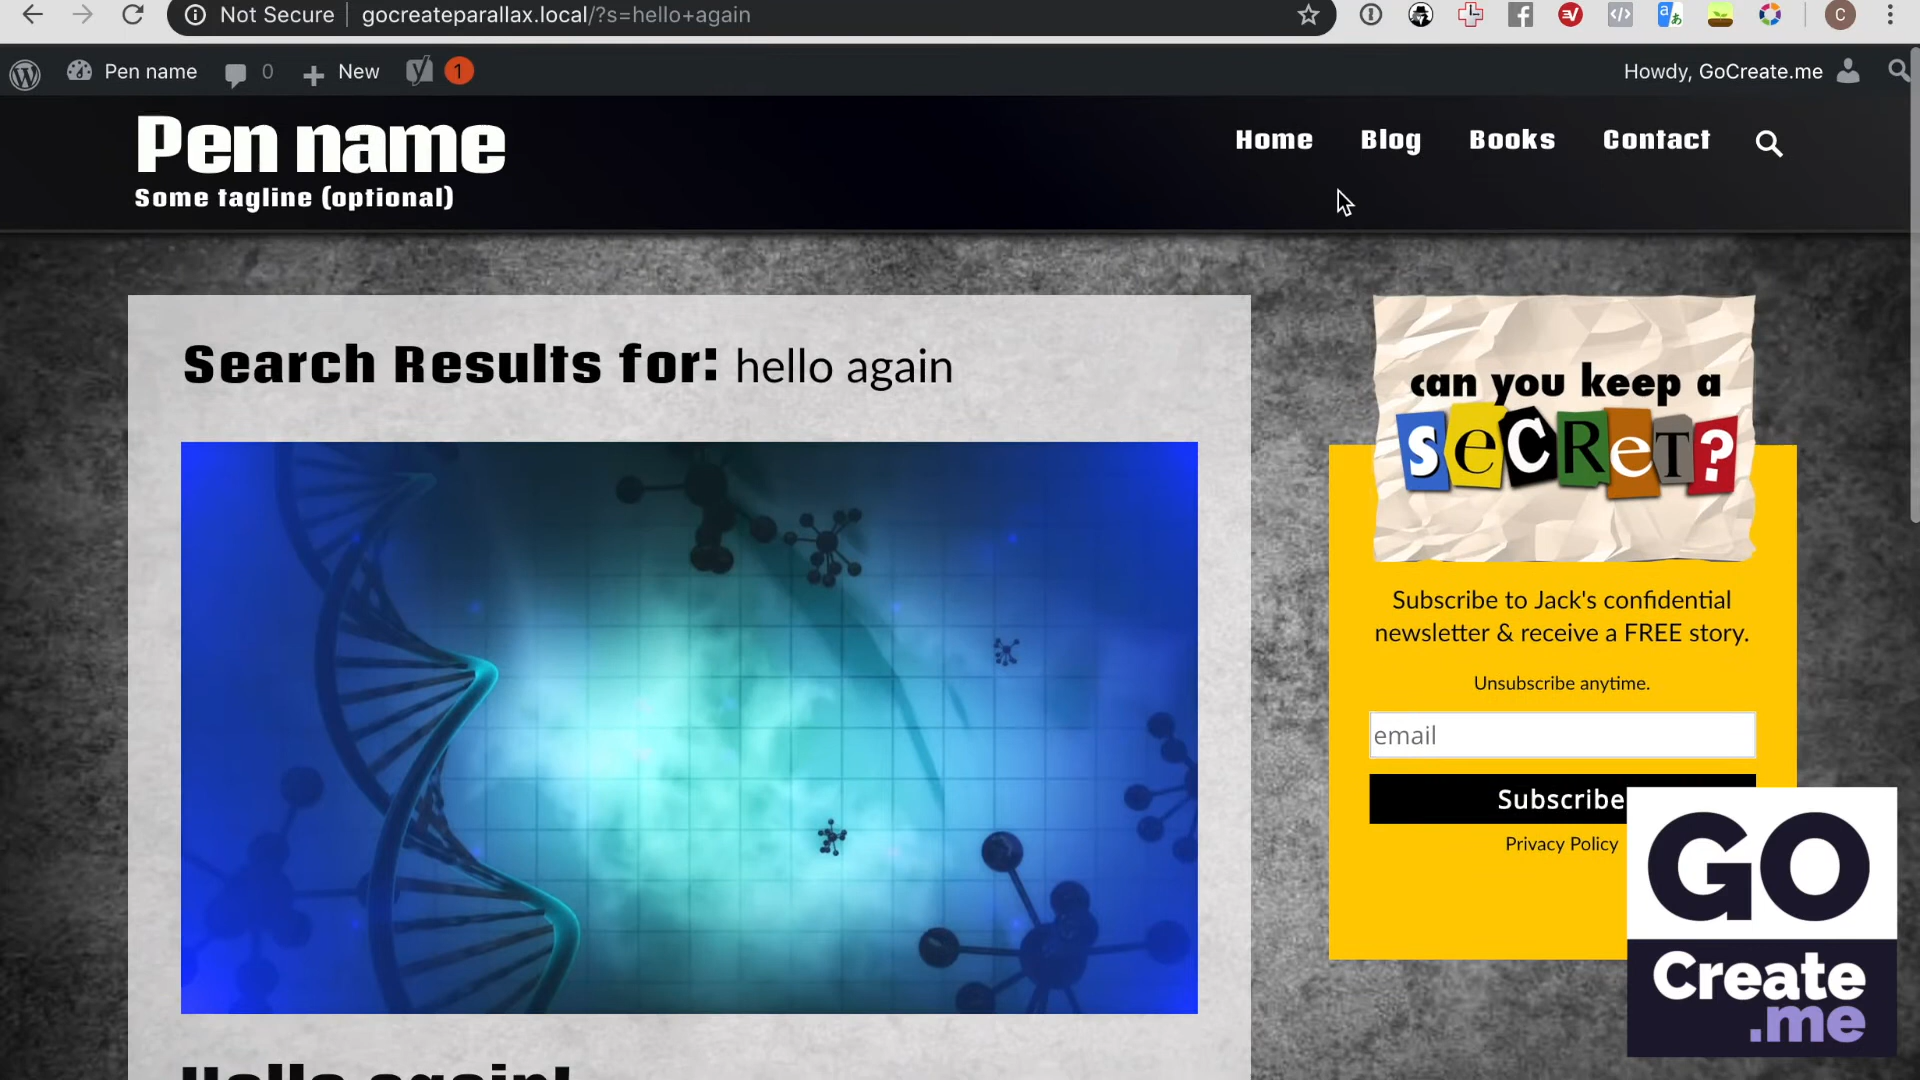 Not Secure
gocreateparallax.local/?s=hello+again
C
Pen name
0
New
1
Howdy, GoCreate.me
Pen name
Some tagline (optional)
Home
Blog
Books
Contact
Search Results for: hello again
can you keep a
SeCReT?
Subscribe to Jack's confidential
newsletter & receive a FREE story.
Unsubscribe anytime.
email
Subscribe
Privacy Policy
GO
Create
.me
Hello again!